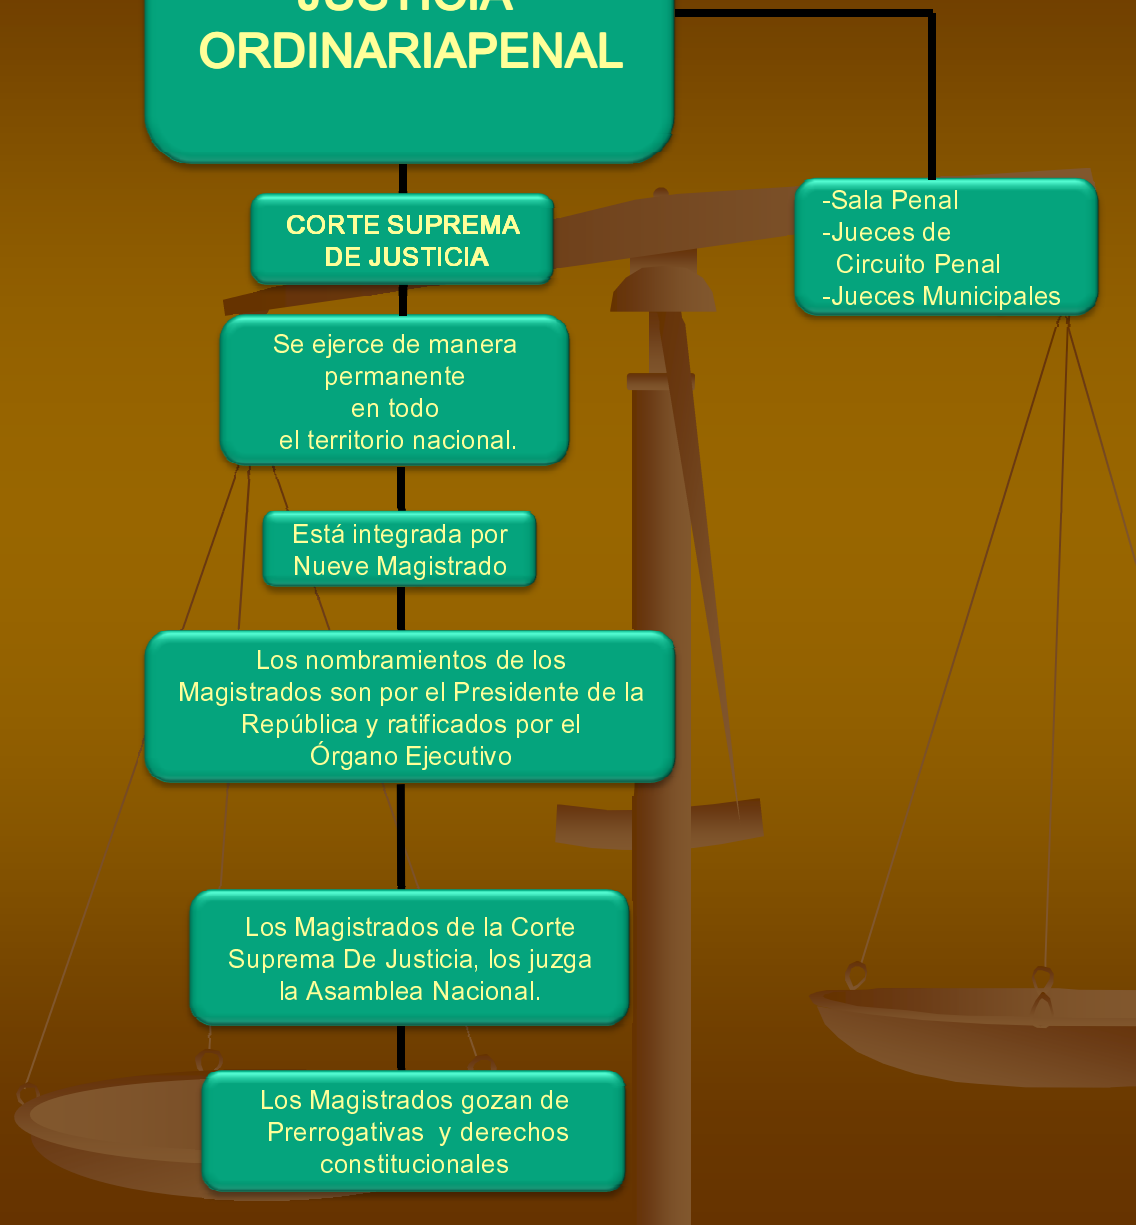 JUSTICIA
ORDINARIAPENAL
CORTE SUPREMA
DE JUSTICIA
-Sala Penal
-Jueces de
Circuito Penal
-Jueces Municipales
Se ejerce de manera
permanente
en todo
el territorio nacional.
Está integrada por
Nueve Magistrado
Los nombramientos de los
Magistrados son por el Presidente de la
República y ratificados por el
Órgano Ejecutivo
Los Magistrados de la Corte
Suprema De Justicia, los juzga
la Asamblea Nacional.
Los Magistrados gozan de
Prerrogativas y derechos
constitucionales